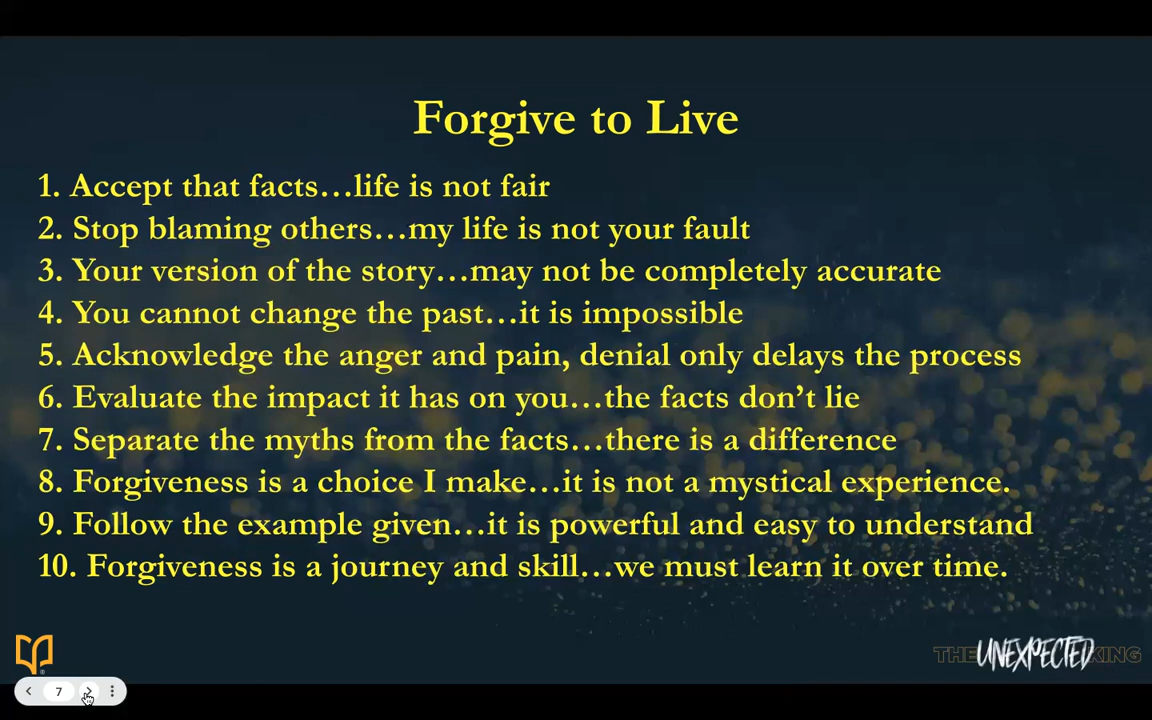 Forgive to Live
1. Accept that facts…life is not fair
2. Stop blaming others…my life is not your fault
3. Your version of the story…may not be completely accurate
4. You cannot change the past…it is impossible
5. Acknowledge the anger and pain, denial only delays the process
6. Evaluate the impact it has on you…the facts don’t lie
7. Separate the myths from the facts…there is a difference
8. Forgiveness is a choice I make…it is not a mystical experience.
9. Follow the example given…it is powerful and easy to understand
10. Forgiveness is a journey and skill…we must learn it over time.
THE UNEXPECTED KING
7